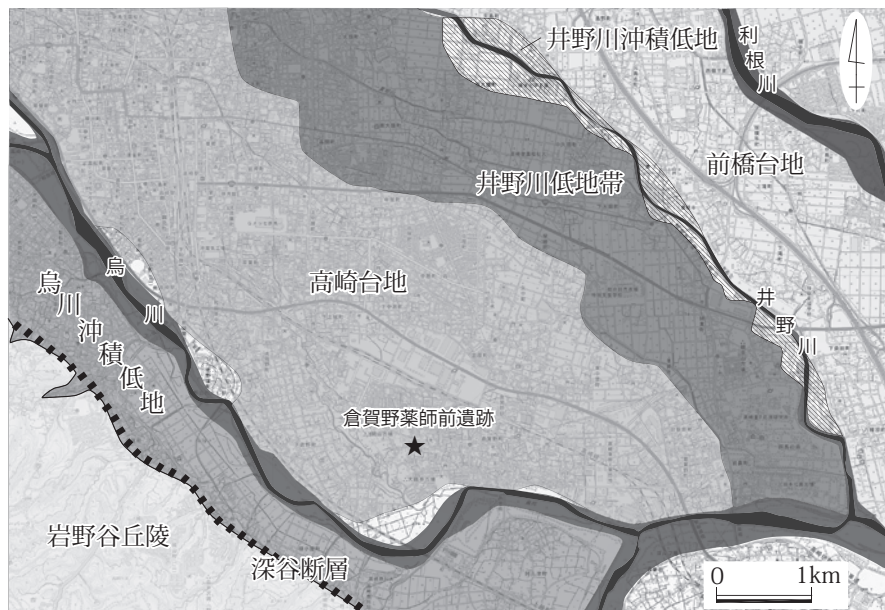 井野川沖積低地
利根川
前橋台地
井野川低地帯
高崎台地
烏川
烏川沖積低地
井野川
倉賀野薬師前遺跡
岩野谷丘陵
深谷断層
0 1km